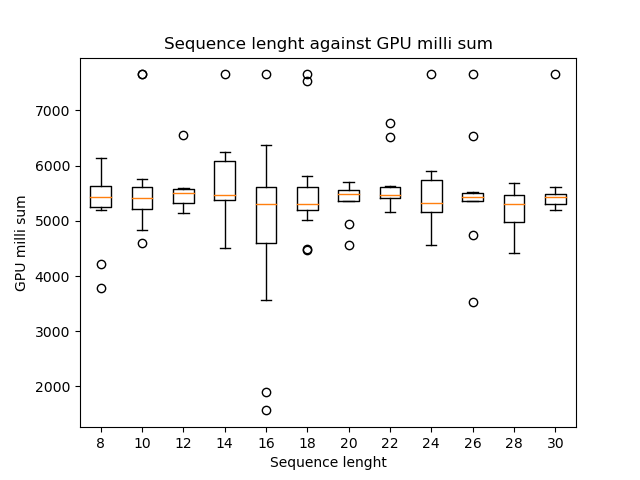 Sequence lenght against GPU milli sum
7000
6000
5000
4000
3000
2000
GPU milli sum
8 10 12 14 16 18 20 22 24 26 28 30
Sequence lenght